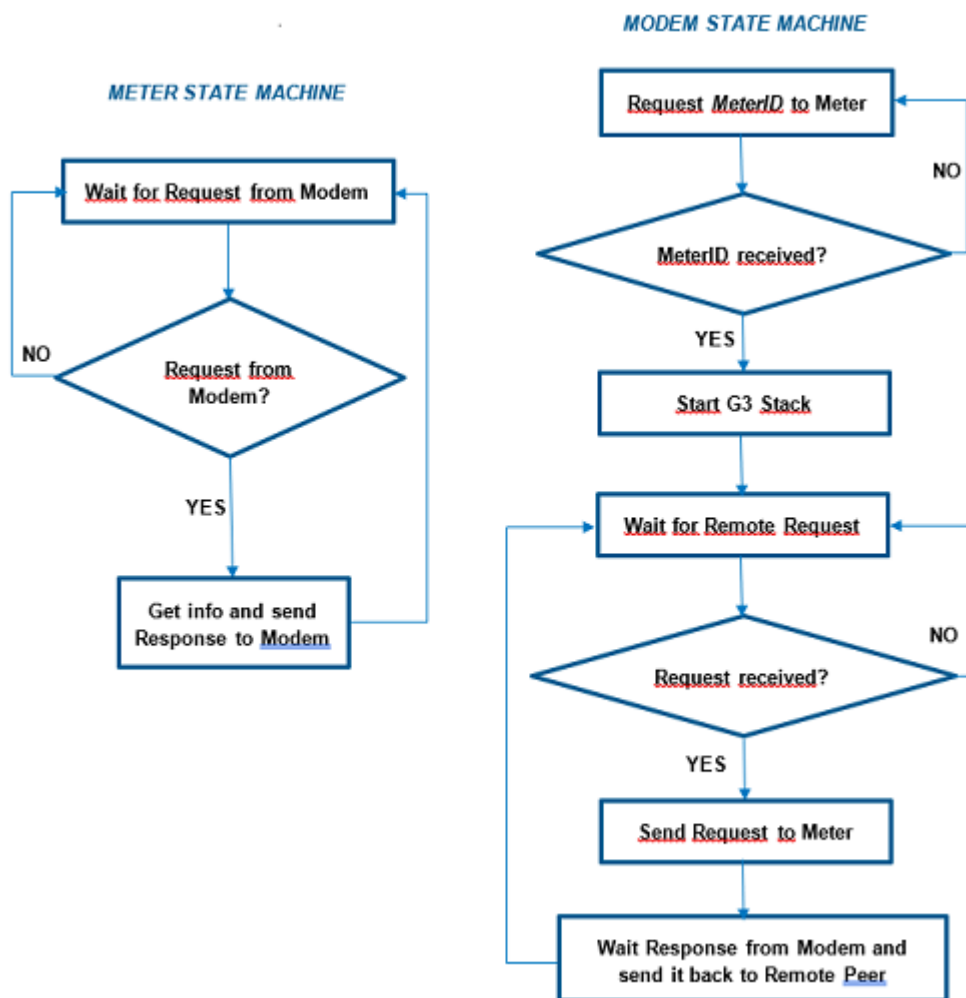 METER STATE MACHINE
Wait for Request from Modem
NO
Request from
Modem?
YES
Get info and send
Response to Modem
MODEM STATE MACHINE
Request MeterID to Meter
NO
MeterID received?
YES
Start G3 Stack
Wait for Remote Request
NO
Request received?
YES
Send Request to Meter
Wait Response from Modem and
send it back to Remote Peer